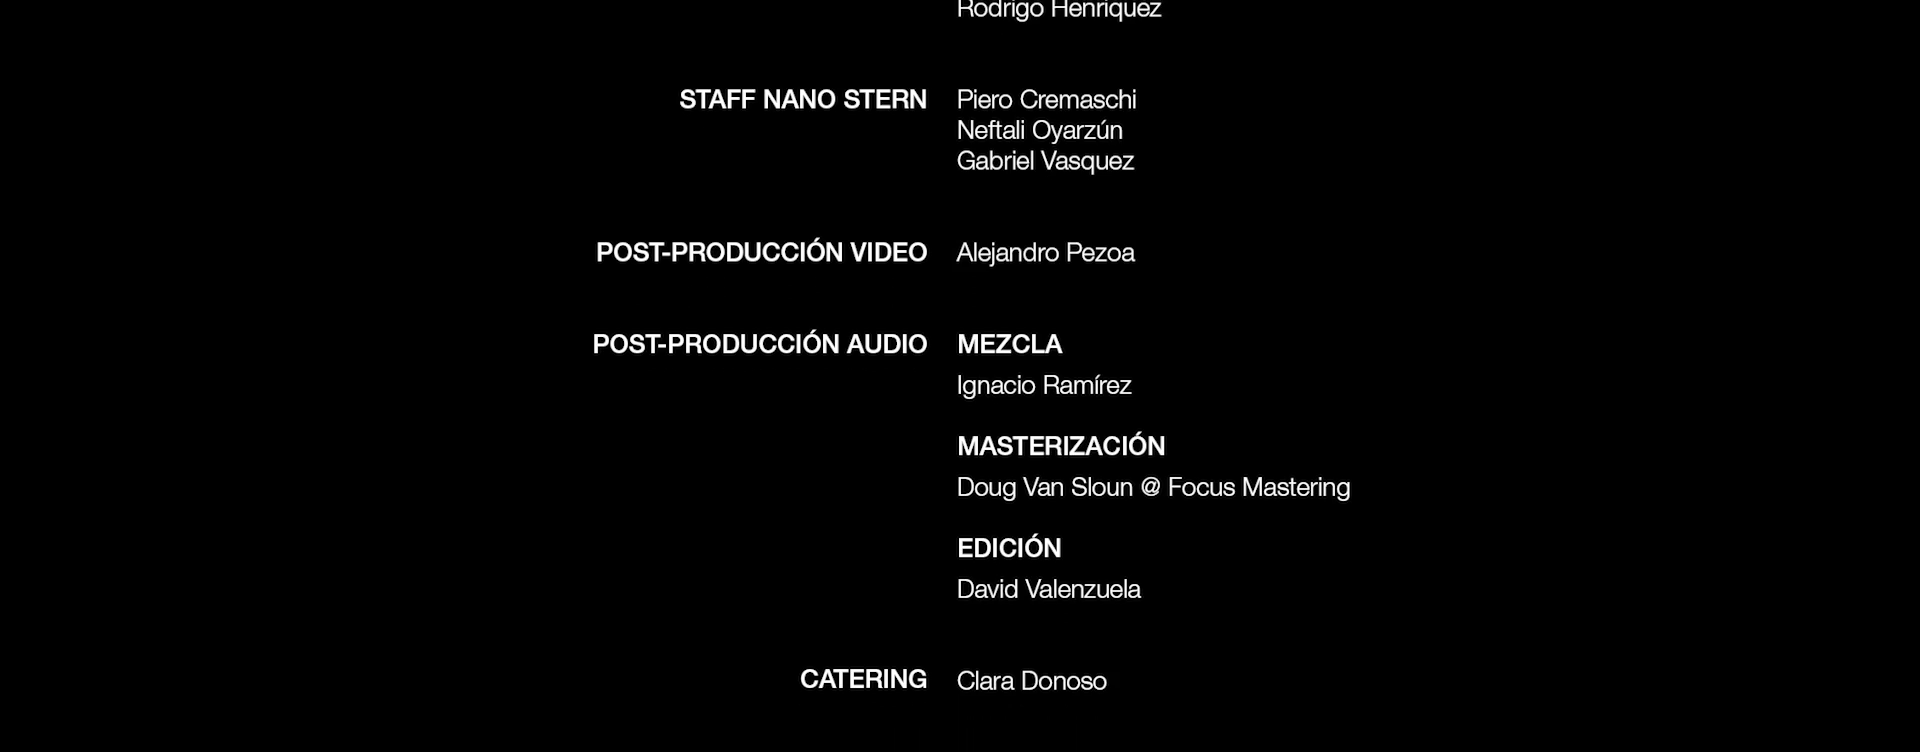 Rodrigo Henriquez
STAFF NANO STERN Piero Cremaschi
Neftali Oyarzún
Gabriel Vasquez
POST-PRODUCCIÓN VIDEO Alejandro Pezoa
POST-PRODUCCIÓN AUDIO MEZCLA
Ignacio Ramírez
MASTERIZACIÓN
Doug Van Sloun @ Focus Mastering
EDICIÓN
David Valenzuela
CATERING Clara Donoso